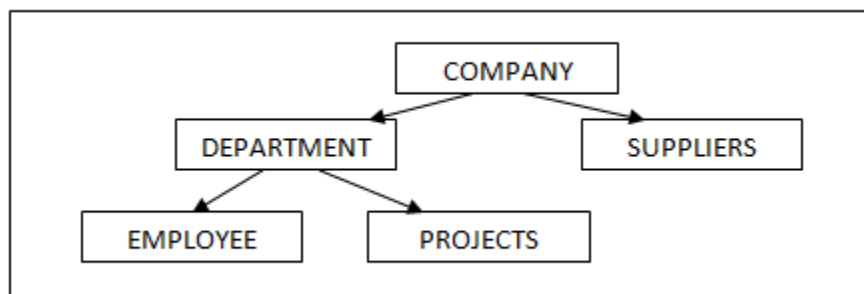 COMPANY
DEPARTMENT
SUPPLIERS
EMPLOYEE
PROJECTS